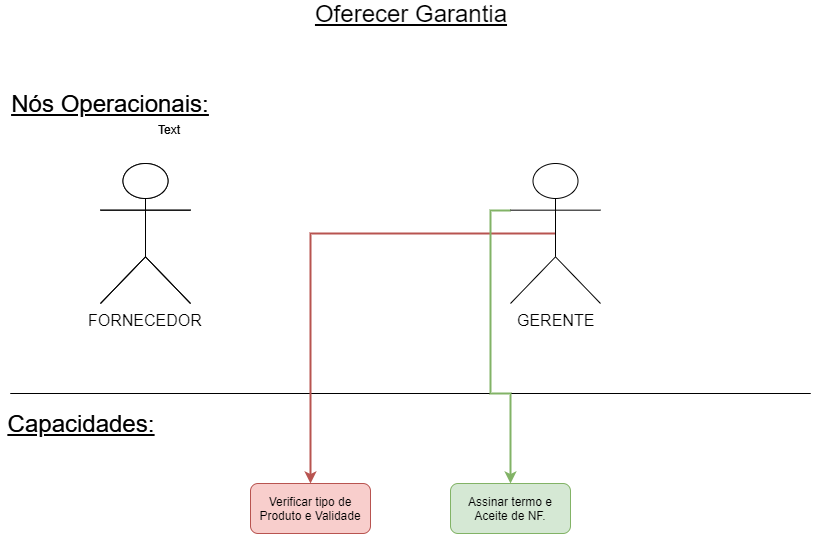 Oferecer Garantia
Nós Operacionais:
Text
FORNECEDOR
GERENTE
Capacidades:
Verificar tipo de
Produto e Validade
Assinar termo e
Aceite de NF.